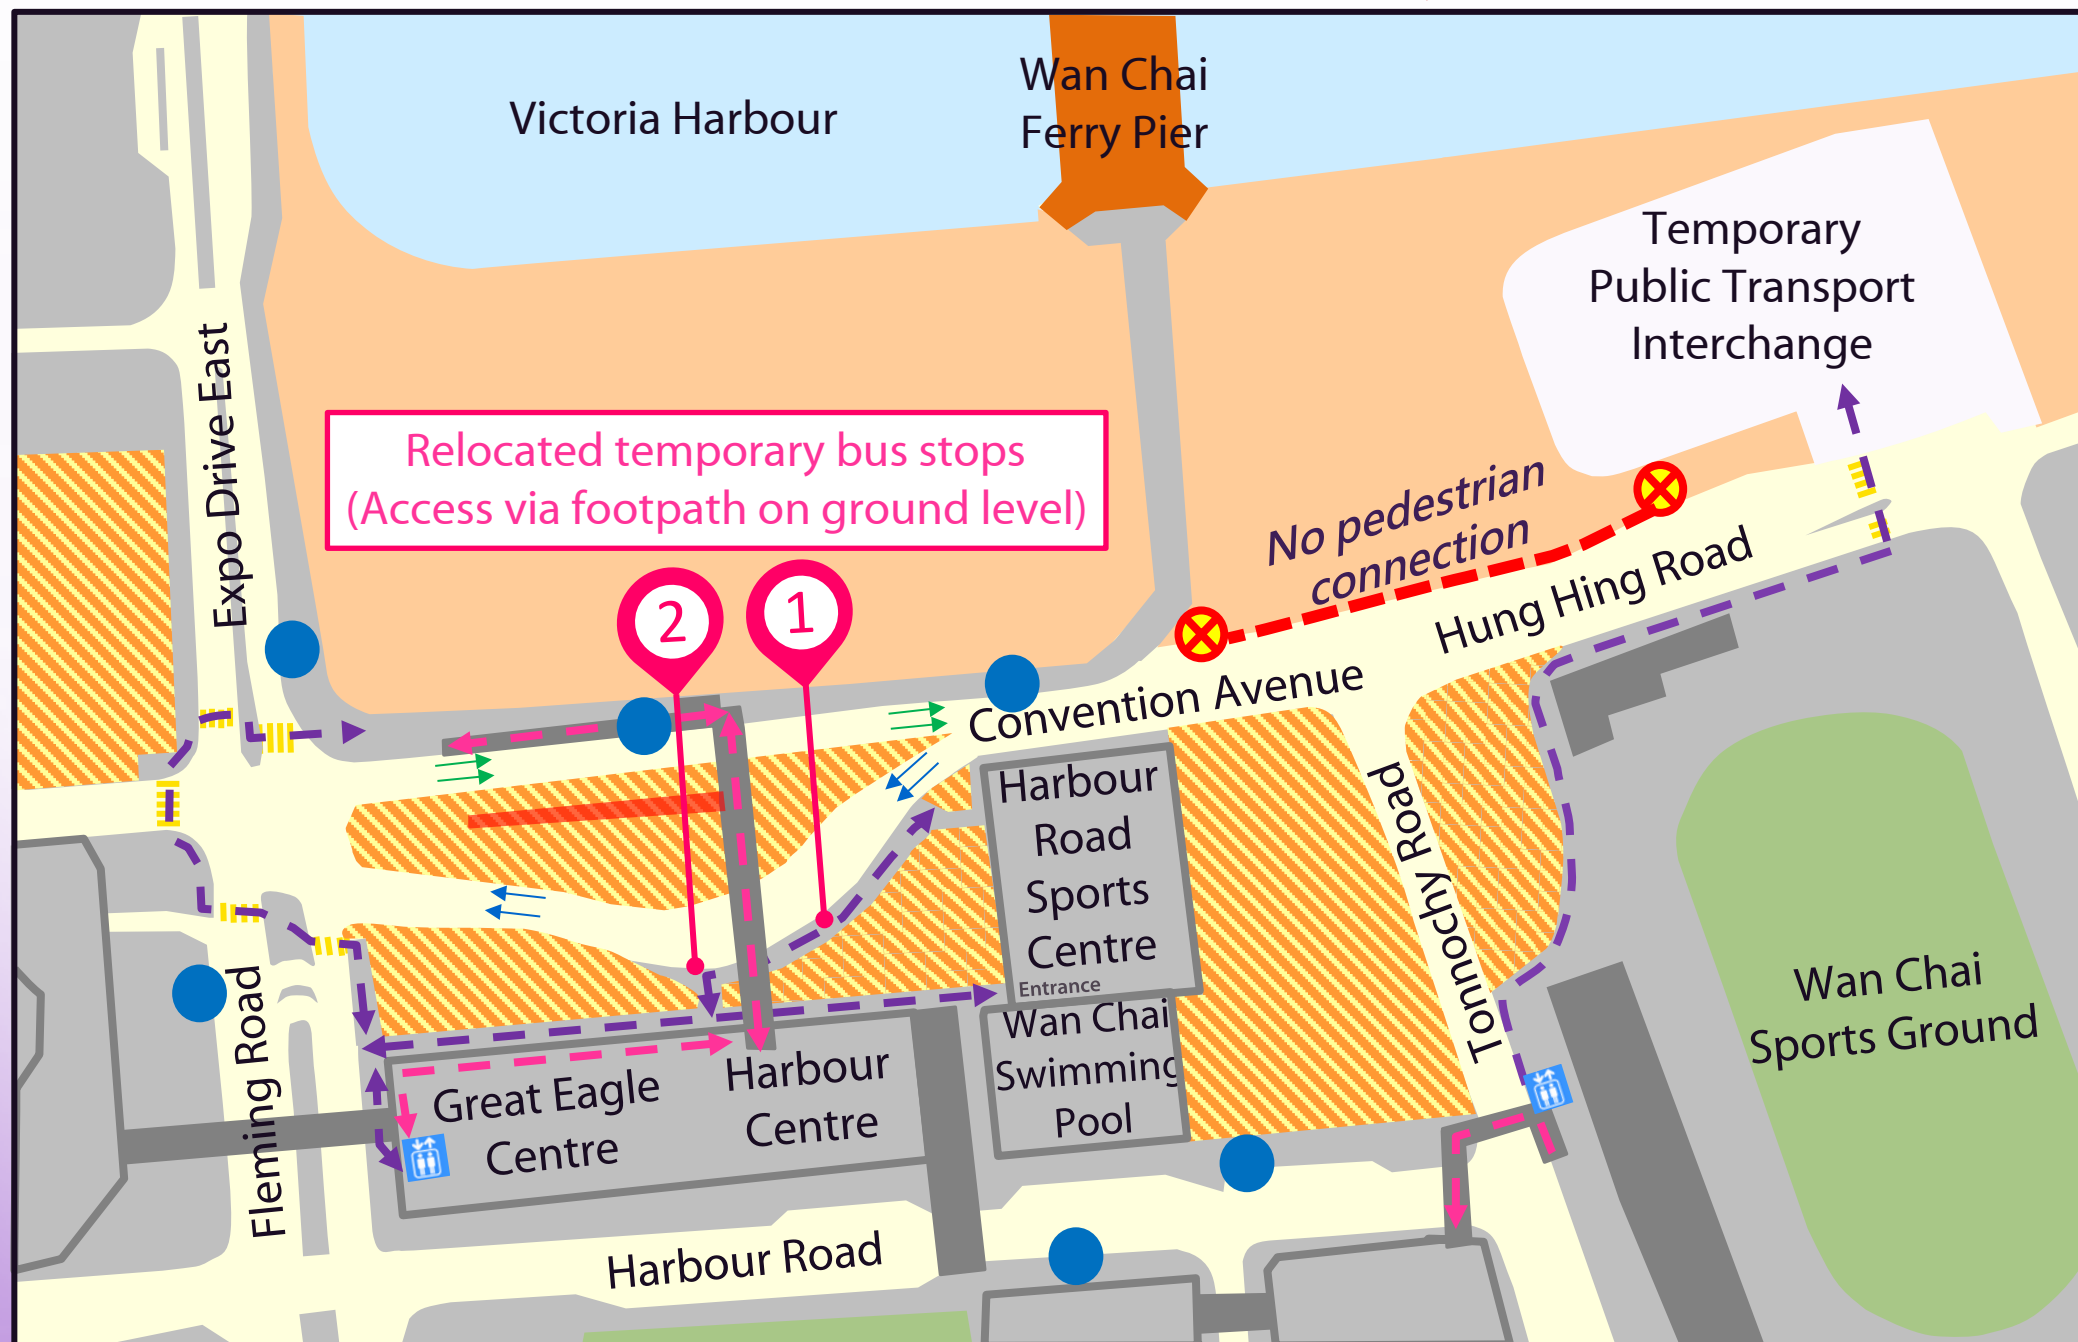 Wan Chai
Ferry Pier
Victoria Harbour
Temporary
Public Transport
Interchange
Expo Drive East
Relocated temporary bus stops
(Access via footpath on ground level)
No pedestrian
connection
Hung Hing Road
2
1
Convention Avenue
Harbour
Road
Sports
Centre
Entrance
Tonnochy Road
Wan Chai
Sports Ground
Wan Chai
Swimming
Pool
Fleming Road
Great Eagle
Centre
Harbour
Centre
Harbour Road